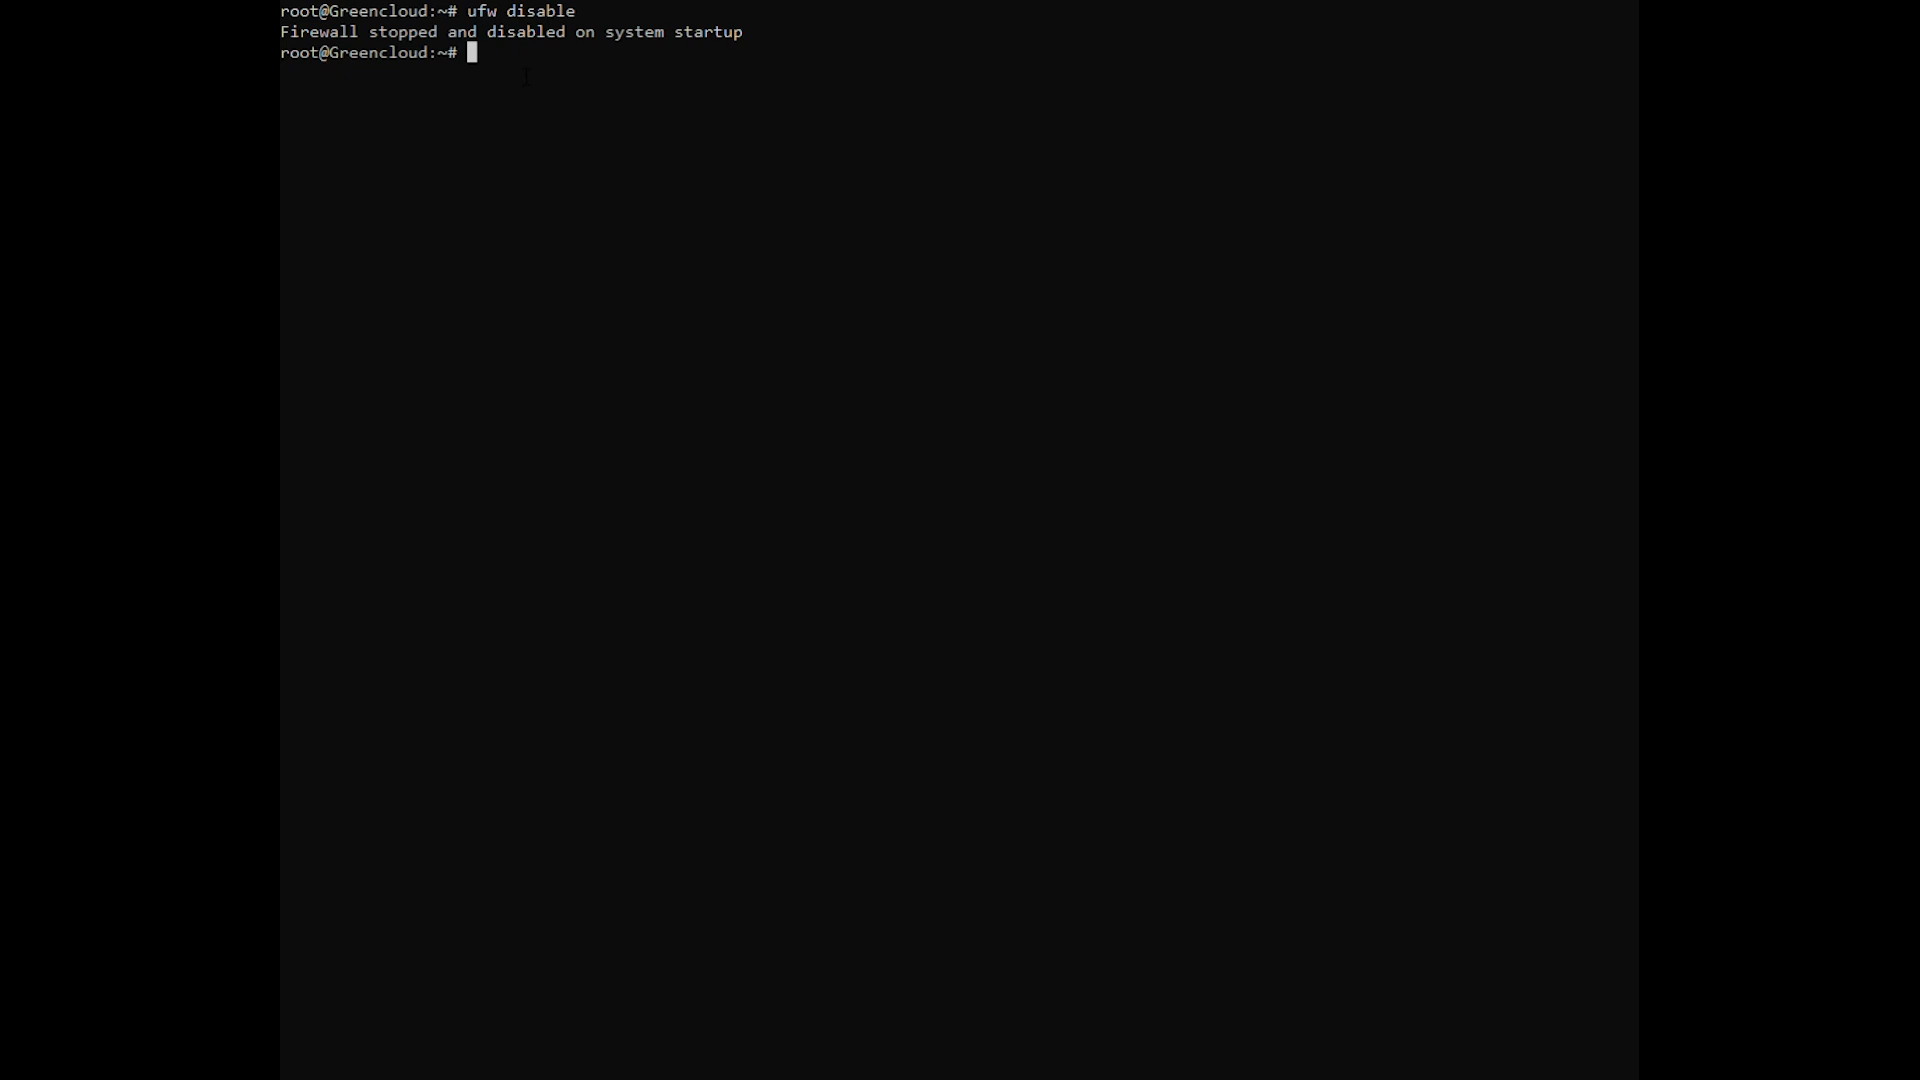 root@Greencloud:~# ufw disable
Firewall stopped and disabled on system startup
root@Greencloud:~#